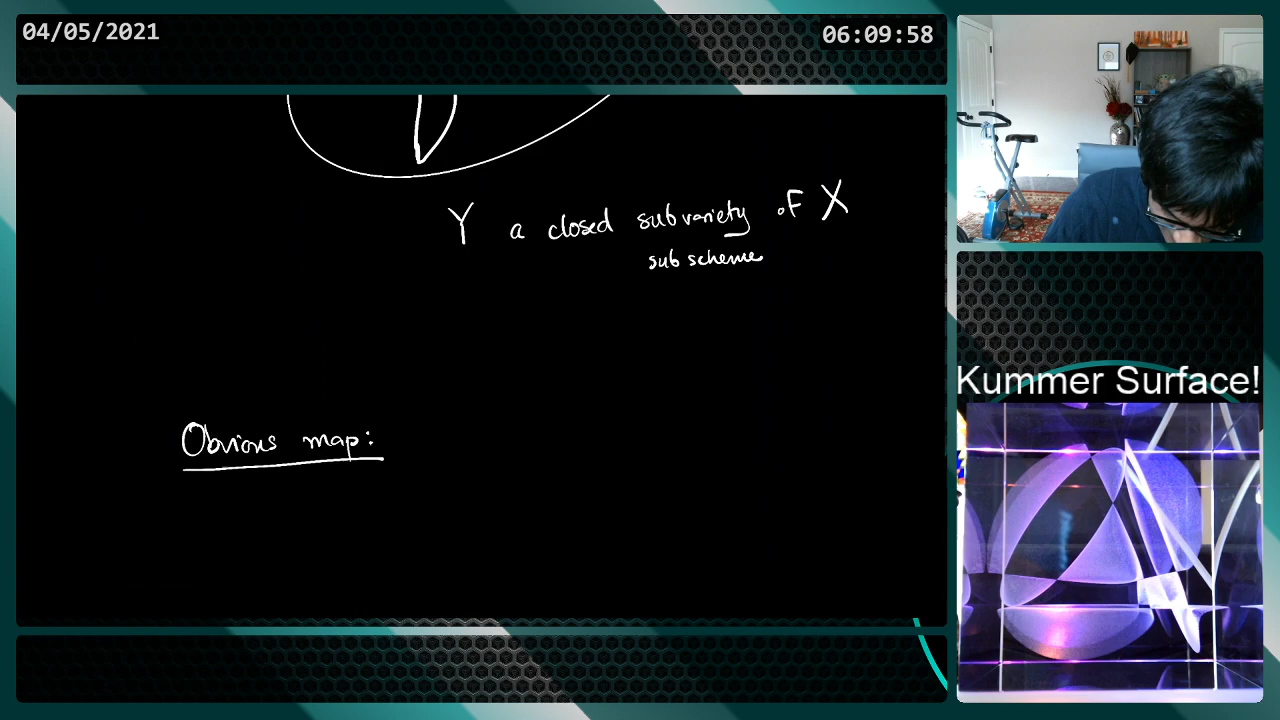 04/05/2021
06:09:58
Y a closed subvariety of X
sub scheme
Kummer Surface!
Obvious map: